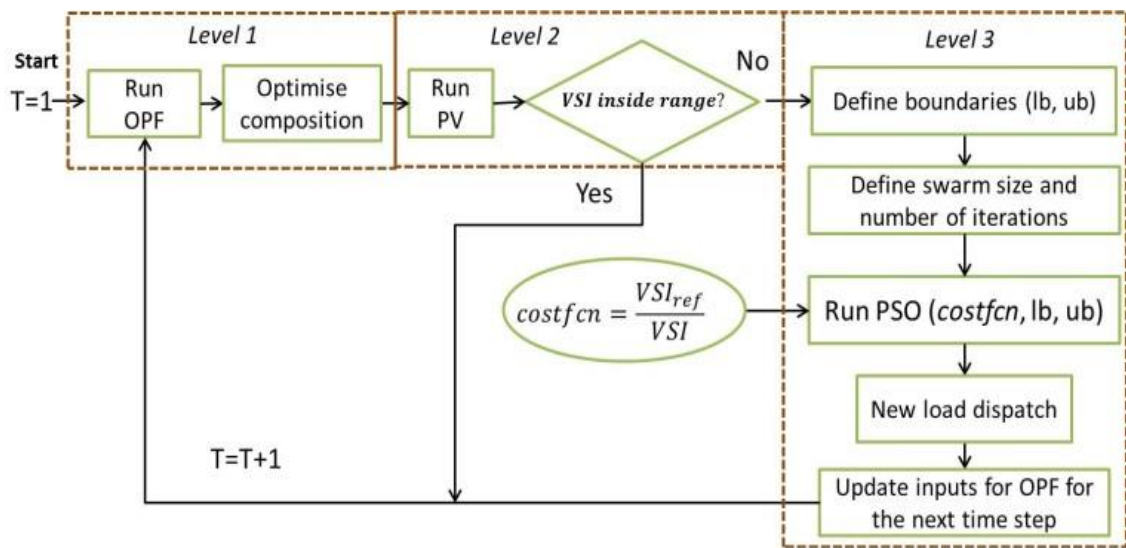 Level 1
Level 2
Level 3
Start
T=1
Run
OPF
Optimise
composition
Run
PV
VSI inside range?
No
Yes
Define boundaries (lb, ub)
Define swarm size and
number of iterations
costfcn = VSI_ref / VSI
Run PSO (costfcn, lb, ub)
New load dispatch
T=T+1
Update inputs for OPF for
the next time step